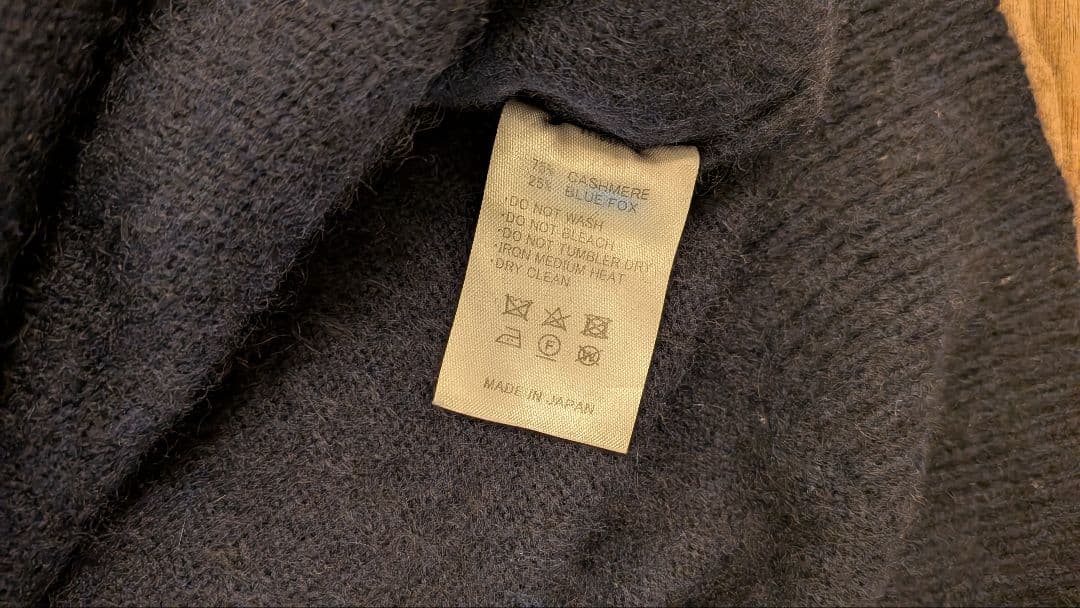 75% CASHMERE
25% BLUE FOX
・DO NOT WASH
・DO NOT BLEACH
・DO NOT TUMBLER DRY
・IRON MEDIUM HEAT
・DRY CLEAN
F W
MADE IN JAPAN